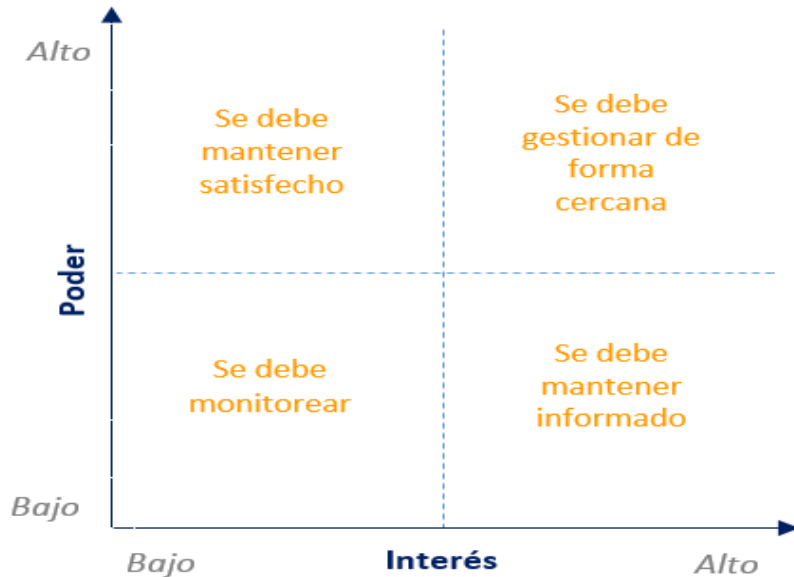 Alto
Se debe
mantener
satisfecho
Se debe
gestionar de
forma
cercana
Poder
Se debe
monitorear
Se debe
mantener
informado
Bajo
Bajo
Interés
Alto